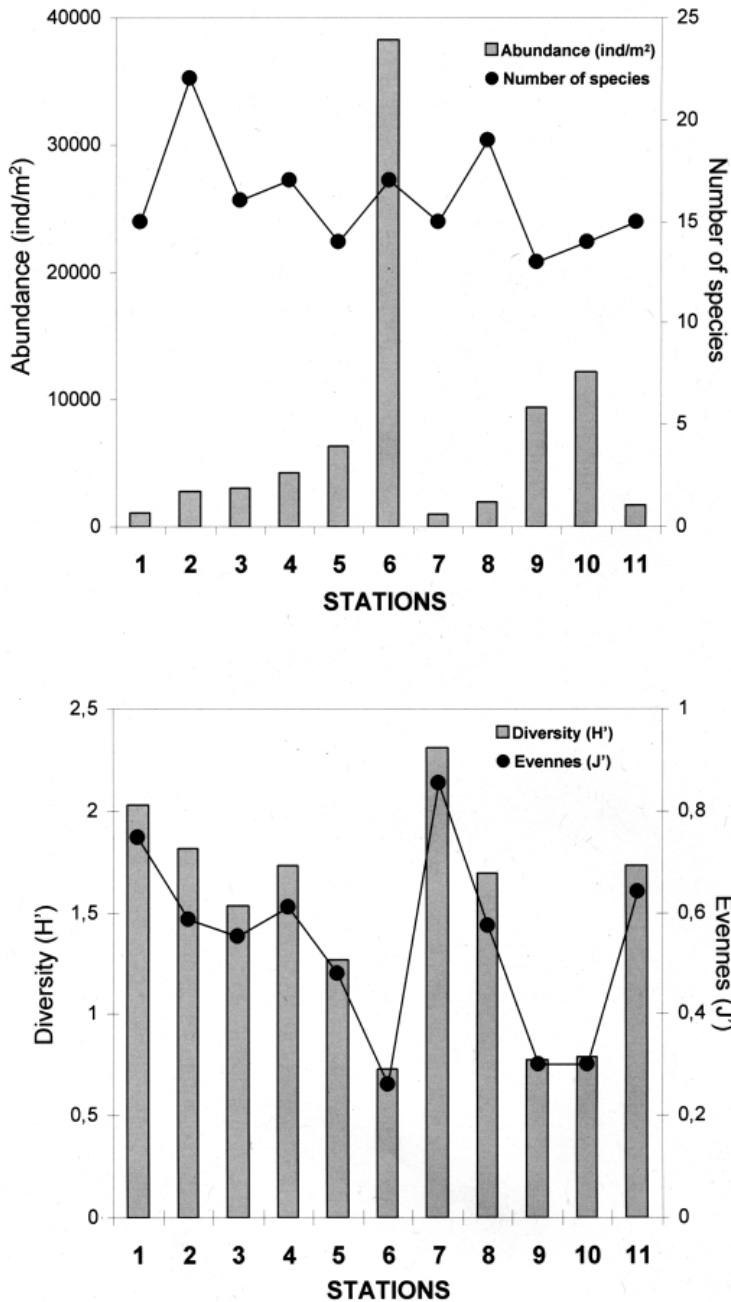 40000
30000
20000
10000
0
Abundance (ind/m²)
Abundance (ind/m²)
Number of species
25
20
15
10
5
0
Number of species
1 2 3 4 5 6 7 8 9 10 11
STATIONS
2,5
2
1,5
1
0,5
0
Diversity (H')
Diversity (H')
Evennes (J')
1
0,8
0,6
0,4
0,2
0
Evennes (J')
1 2 3 4 5 6 7 8 9 10 11
STATIONS